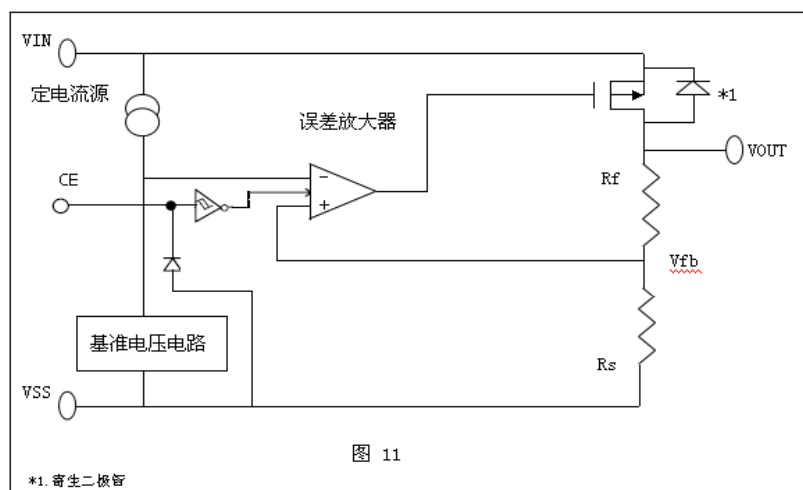 VIN
定电流源
*1
误差放大器
VOUT
CE
Rf
−
+
Vfb
基准电压电路
Rs
VSS
图 11
*1.寄生二极管